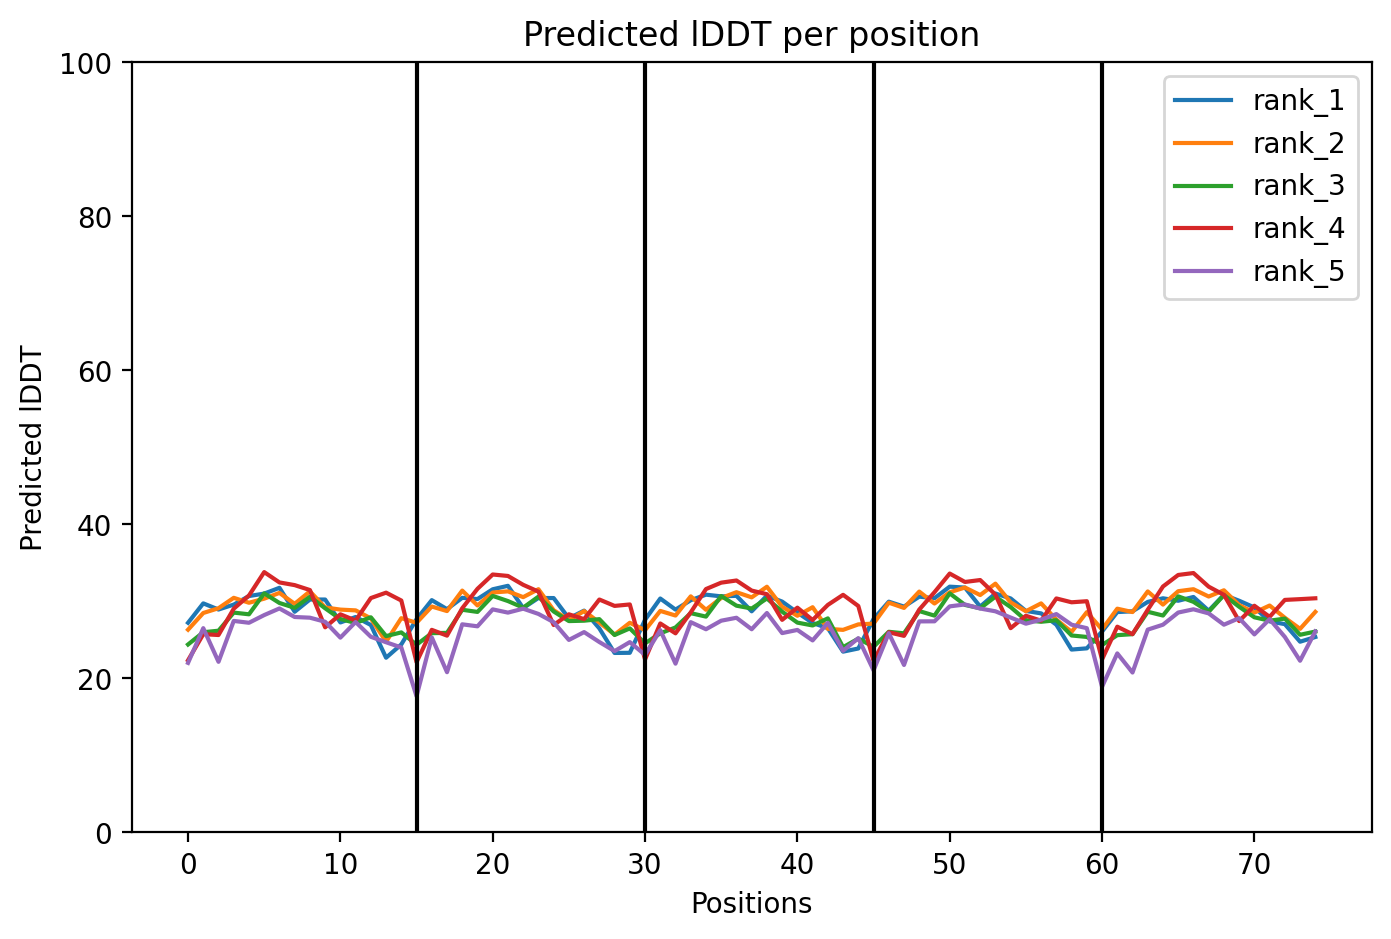 Predicted lDDT per position
100
80
60
40
20
0
Predicted lDDT
rank_1
rank_2
rank_3
rank_4
rank_5
0 10 20 30 40 50 60 70
Positions